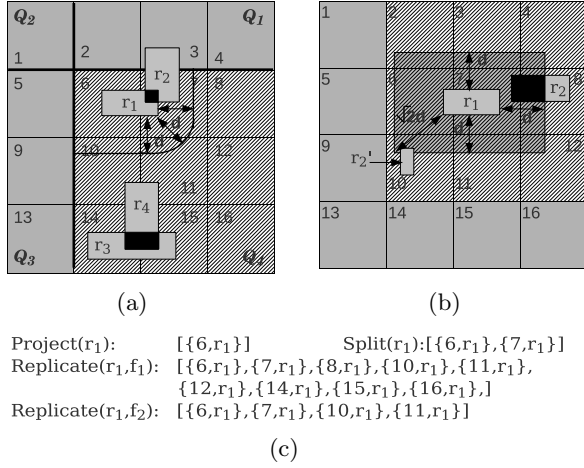 Q2 Q1
1 2 3 4
r2
5 6 7 8
r1
d
d
9 10 12
11
r4
13 14 15 16
r3
Q3 Q4
(a)
1 2 3 4
d
5 6 7 8
r2
r1
√2d d
d
9 12
r2'
10 11
13 14 15 16
(b)
Project(r1): [{6,r1}] Split(r1):[{6,r1},{7,r1}]
Replicate(r1,f1): [{6,r1},{7,r1},{8,r1},{10,r1},{11,r1},
{12,r1},{14,r1},{15,r1},{16,r1},]
Replicate(r1,f2): [{6,r1},{7,r1},{10,r1},{11,r1}]
(c)